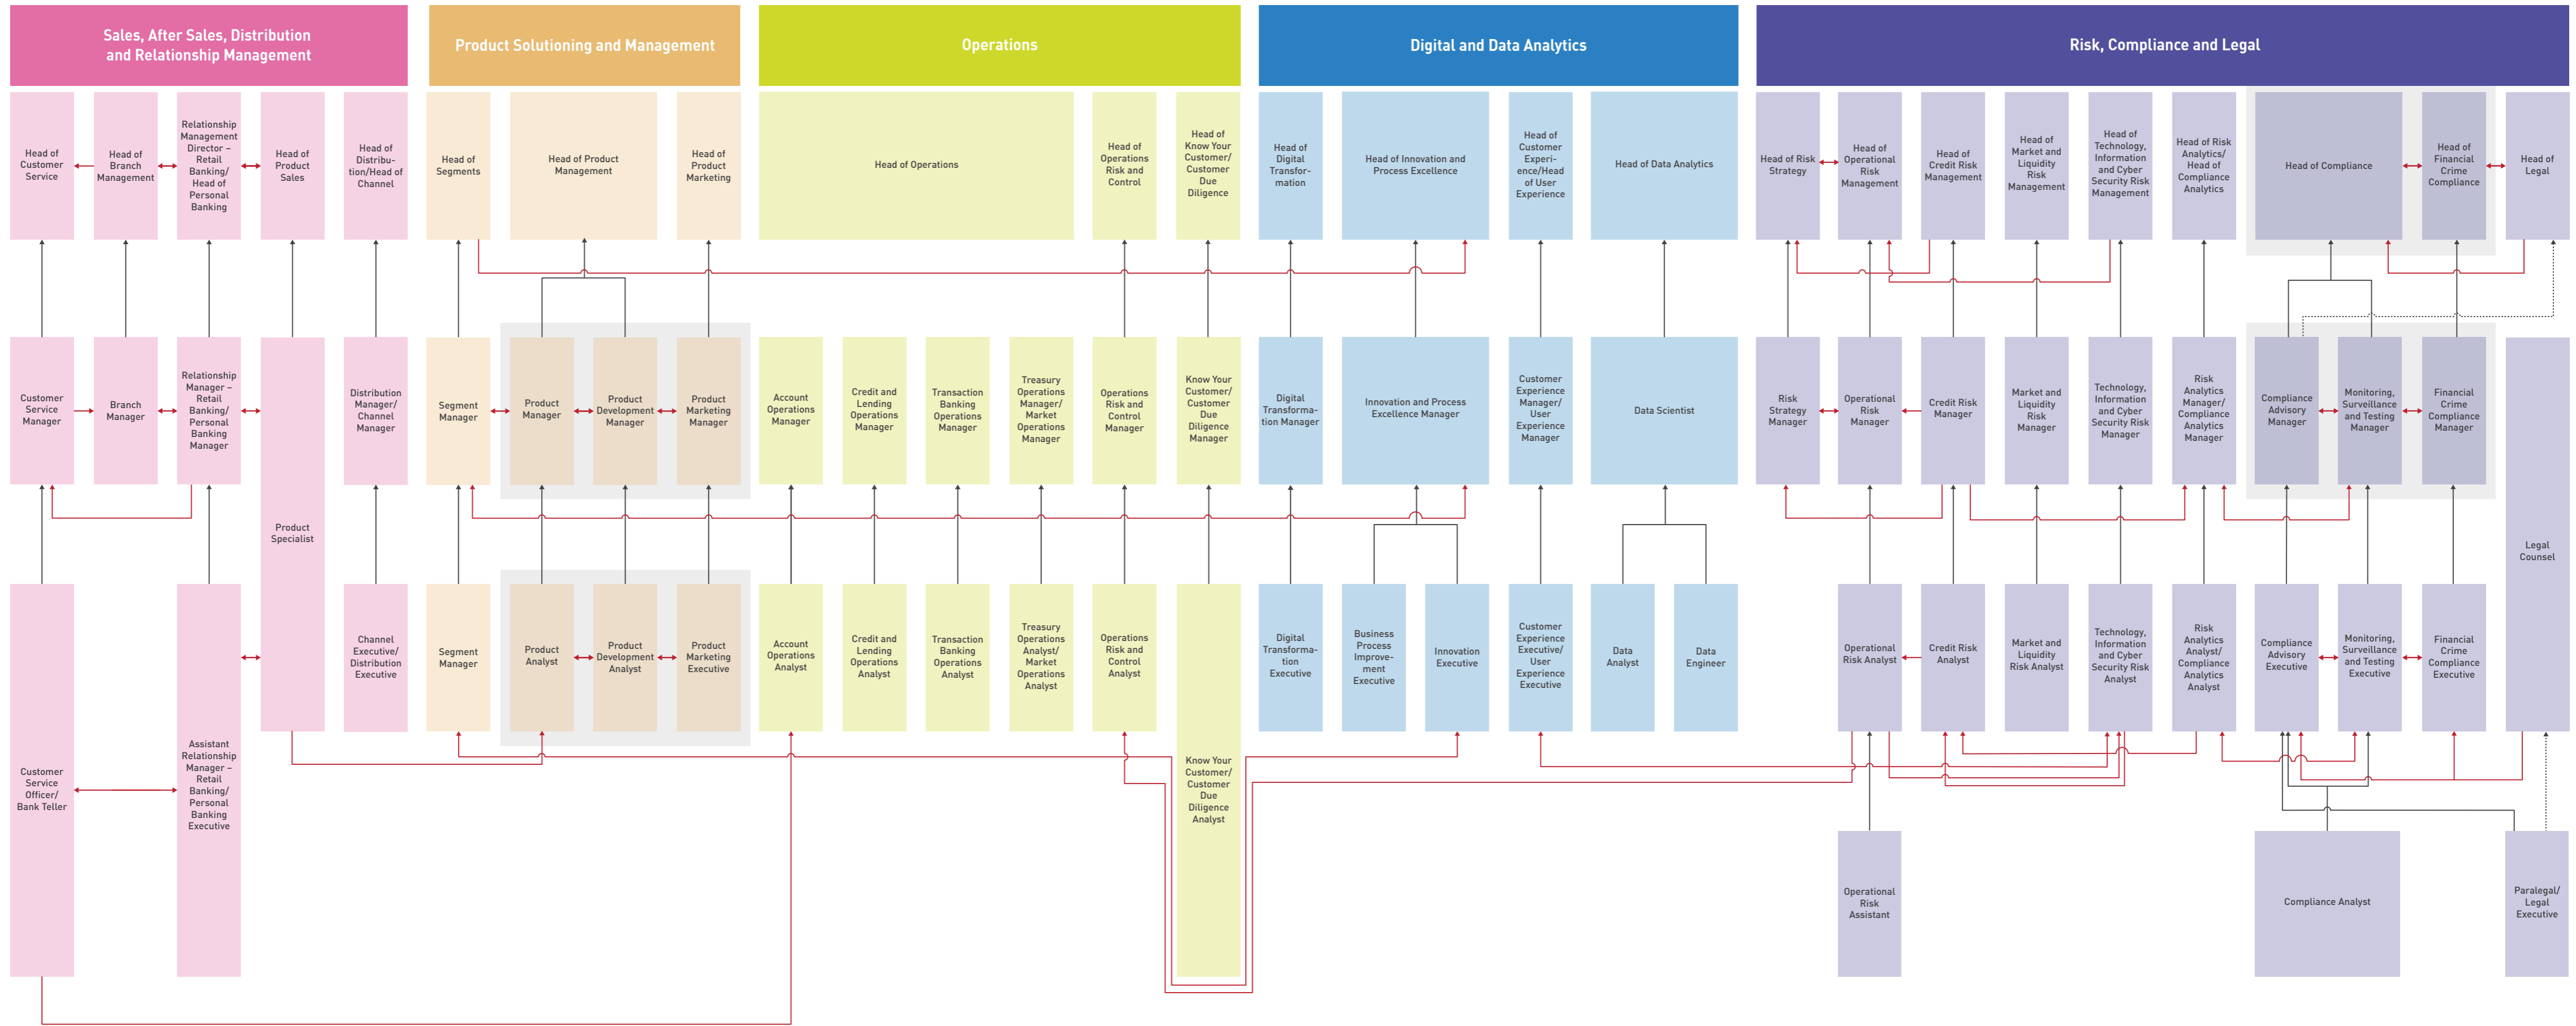 Sales, After Sales, Distribution
and Relationship Management
Product Solutioning and Management
Operations
Digital and Data Analytics
Risk, Compliance and Legal
Head of
Customer
Service
Head of
Branch
Management
Relationship
Management
Director –
Retail
Banking/
Head of
Personal
Banking
Head of
Product
Sales
Head of
Distribu-
tion/Head of
Channel
Head of
Segments
Head of Product
Management
Head of
Product
Marketing
Head of Operations
Head of
Operations
Risk and
Control
Head of
Know Your
Customer/
Customer
Due
Diligence
Head of
Digital
Transfor-
mation
Head of Innovation and
Process Excellence
Head of
Customer
Experi-
ence/Head
of User
Experience
Head of Data Analytics
Head of Risk
Strategy
Head of
Operational
Risk
Management
Head of
Credit Risk
Management
Head of
Market and
Liquidity
Risk
Management
Head of
Technology,
Information
and Cyber
Security Risk
Management
Head of Risk
Analytics/
Head of
Compliance
Analytics
Head of Compliance
Head of
Financial
Crime
Compliance
Head of
Legal
Customer
Service
Manager
Branch
Manager
Relationship
Manager –
Retail
Banking/
Personal
Banking
Manager
Product
Specialist
Distribution
Manager/
Channel
Manager
Segment
Manager
Product
Manager
Product
Development
Manager
Product
Marketing
Manager
Account
Operations
Manager
Credit and
Lending
Operations
Manager
Transaction
Banking
Operations
Manager
Treasury
Operations
Manager/
Market
Operations
Manager
Operations
Risk and
Control
Manager
Know Your
Customer/
Customer
Due
Diligence
Manager
Digital
Transforma-
tion Manager
Innovation and Process
Excellence Manager
Customer
Experience
Manager/
User
Experience
Manager
Data Scientist
Risk
Strategy
Manager
Operational
Risk
Manager
Credit Risk
Manager
Market and
Liquidity
Risk
Manager
Technology,
Information
and Cyber
Security Risk
Manager
Risk
Analytics
Manager/
Compliance
Analytics
Manager
Compliance
Advisory
Manager
Monitoring,
Surveillance
and Testing
Manager
Financial
Crime
Compliance
Manager
Legal
Counsel
Customer
Service
Officer/
Bank Teller
Assistant
Relationship
Manager –
Retail
Banking/
Personal
Banking
Executive
Channel
Executive/
Distribution
Executive
Segment
Manager
Product
Analyst
Product
Development
Analyst
Product
Marketing
Executive
Account
Operations
Analyst
Credit and
Lending
Operations
Analyst
Transaction
Banking
Operations
Analyst
Treasury
Operations
Analyst/
Market
Operations
Analyst
Operations
Risk and
Control
Analyst
Know Your
Customer/
Customer
Due
Diligence
Analyst
Digital
Transforma-
tion
Executive
Business
Process
Improve-
ment
Executive
Innovation
Executive
Customer
Experience
Executive/
User
Experience
Executive
Data
Analyst
Data
Engineer
Operational
Risk Analyst
Credit Risk
Analyst
Market and
Liquidity
Risk Analyst
Technology,
Information
and Cyber
Security Risk
Analyst
Risk
Analytics
Analyst/
Compliance
Analytics
Analyst
Compliance
Advisory
Executive
Monitoring,
Surveillance
and Testing
Executive
Financial
Crime
Compliance
Executive
Operational
Risk
Assistant
Compliance Analyst
Paralegal/
Legal
Executive